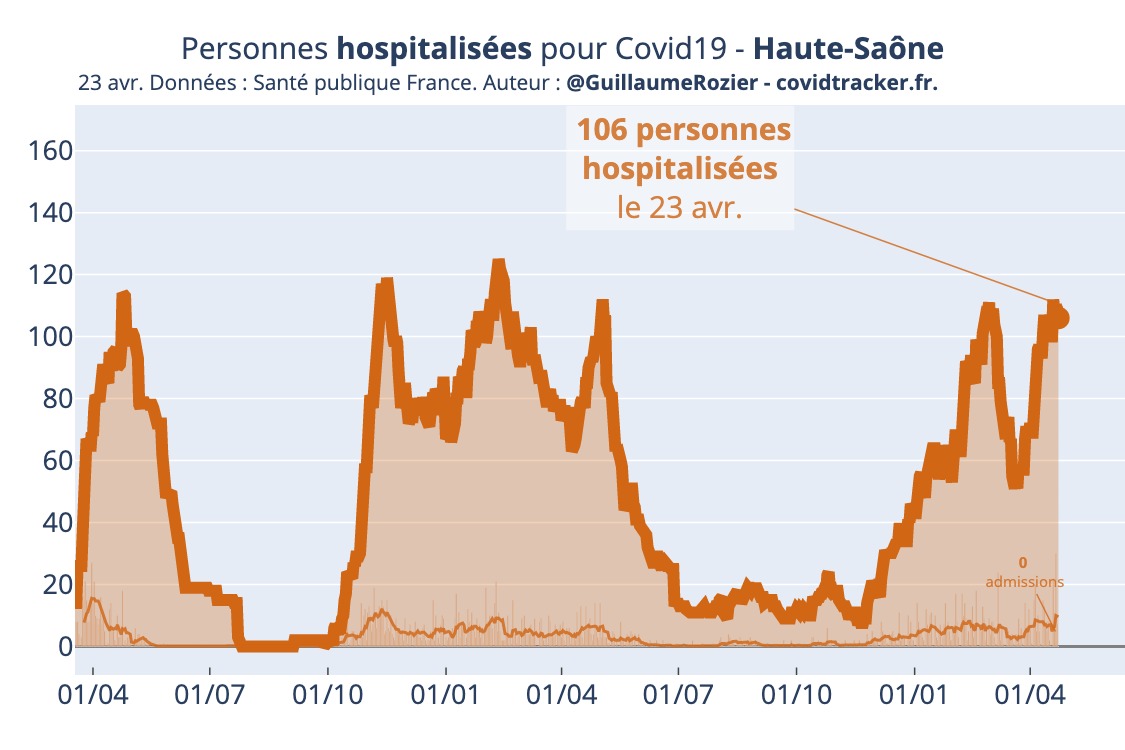 Personnes hospitalisées pour Covid19 - Haute-Saône
23 avr. Données : Santé publique France. Auteur : @GuillaumeRozier - covidtracker.fr.
106 personnes
hospitalisées
le 23 avr.
160
140
120
100
80
60
40
20
0
0
admissions
01/04 01/07 01/10 01/01 01/04 01/07 01/10 01/01 01/04